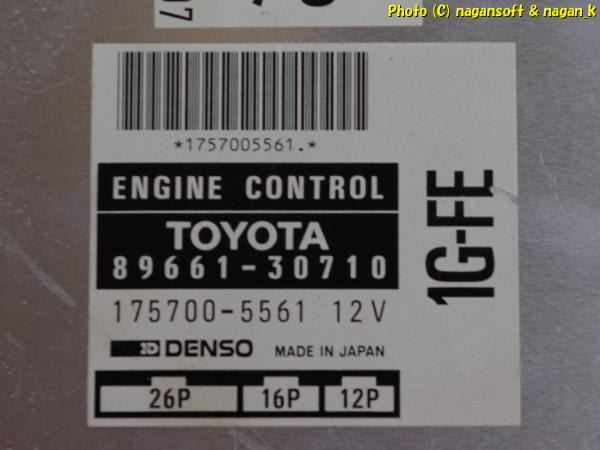 Photo (C) nagansoft & nagan_k
07
*1757005561.*
ENGINE CONTROL
TOYOTA
89661-30710
175700-5561 12V
DENSO MADE IN JAPAN
26P 16P 12P
1G-FE